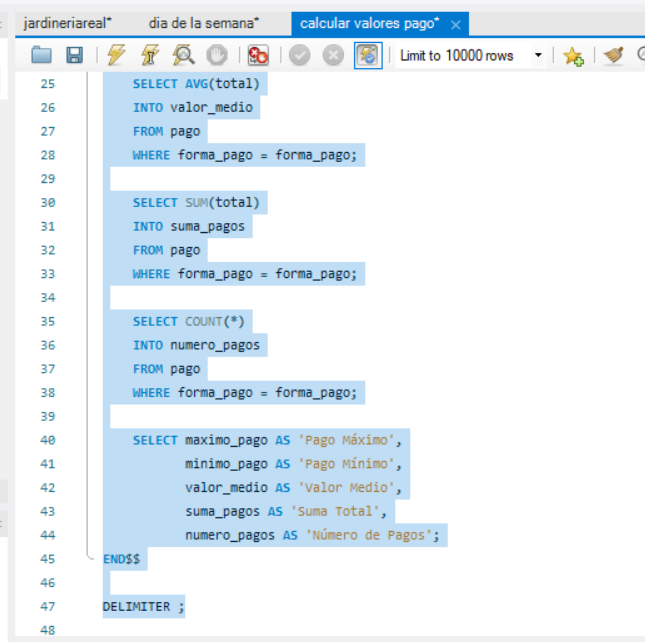 jardineriareal* dia de la semana* calcular valores pago* ×
Limit to 10000 rows
25 SELECT AVG(total)
26 INTO valor_medio
27 FROM pago
28 WHERE forma_pago = forma_pago;
29
30 SELECT SUM(total)
31 INTO suma_pagos
32 FROM pago
33 WHERE forma_pago = forma_pago;
34
35 SELECT COUNT(*)
36 INTO numero_pagos
37 FROM pago
38 WHERE forma_pago = forma_pago;
39
40 SELECT maximo_pago AS 'Pago Máximo',
41 minimo_pago AS 'Pago Mínimo',
42 valor_medio AS 'Valor Medio',
43 suma_pagos AS 'Suma Total',
44 numero_pagos AS 'Número de Pagos';
45 END$$
46
47 DELIMITER ;
48